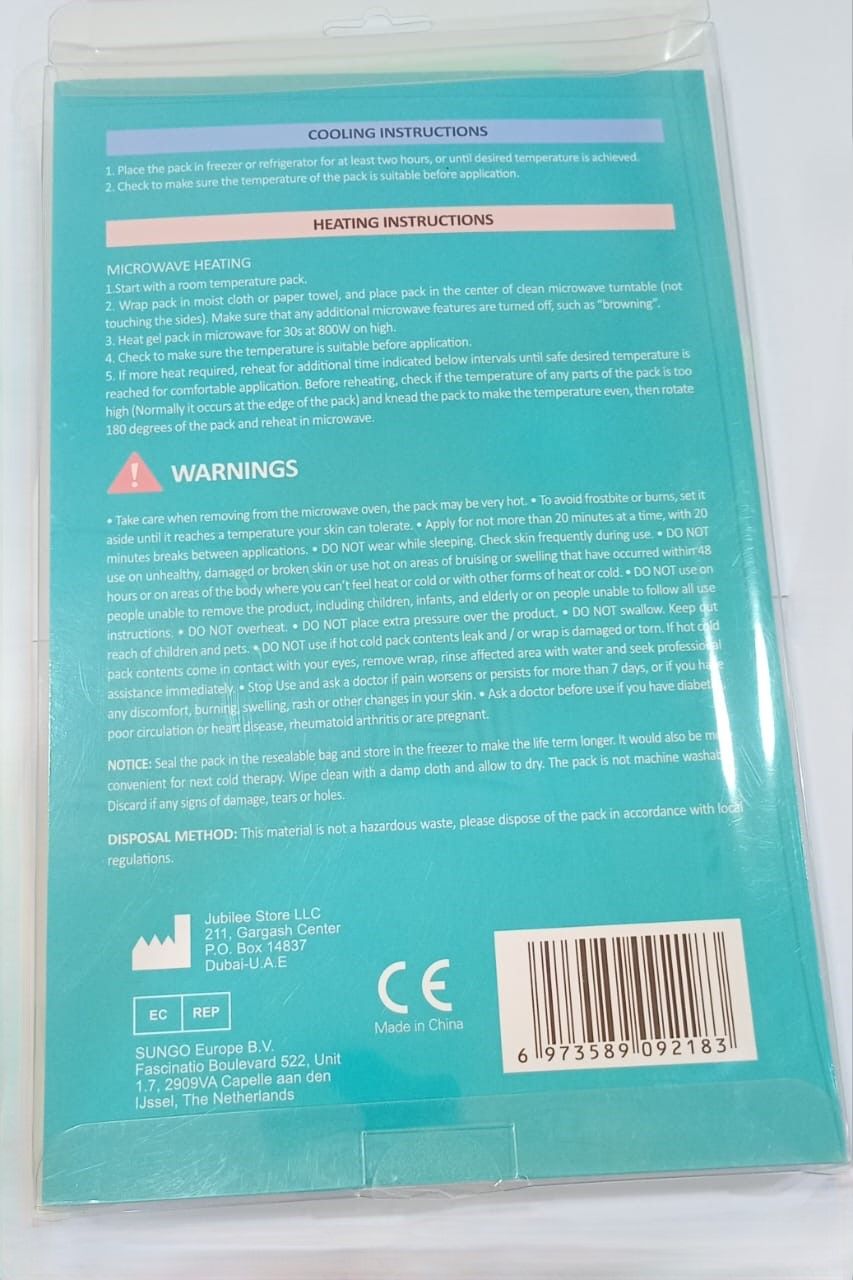 COOLING INSTRUCTIONS
1. Place the pack in freezer or refrigerator for at least two hours, or until desired temperature is achieved.
2. Check to make sure the temperature of the pack is suitable before application.
HEATING INSTRUCTIONS
MICROWAVE HEATING
1.Start with a room temperature pack.
2. Wrap pack in moist cloth or paper towel, and place pack in the center of clean microwave turntable (not
touching the sides). Make sure that any additional microwave features are turned off, such as "browning".
3. Heat gel pack in microwave for 30s at 800W on high.
4. Check to make sure the temperature is suitable before application.
5. If more heat required, reheat for additional time indicated below intervals until safe desired temperature is
reached for comfortable application. Before reheating, check if the temperature of any parts of the pack is too
high (Normally it occurs at the edge of the pack) and knead the pack to make the temperature even, then rotate
180 degrees of the pack and reheat in microwave.
WARNINGS
• Take care when removing from the microwave oven, the pack may be very hot. • To avoid frostbite or burns, set it
aside until it reaches a temperature your skin can tolerate. • Apply for not more than 20 minutes at a time, with 20
minutes breaks between applications. • DO NOT wear while sleeping. Check skin frequently during use. • DO NOT
use on unhealthy, damaged or broken skin or use hot on areas of bruising or swelling that have occurred within 48
hours or on areas of the body where you can't feel heat or cold or with other forms of heat or cold. • DO NOT use on
people unable to remove the product, including children, infants, and elderly or on people unable to follow all use
instructions. • DO NOT overheat. • DO NOT place extra pressure over the product. • DO NOT swallow. Keep out
reach of children and pets. • DO NOT use if hot cold pack contents leak and / or wrap is damaged or torn. If hot cold
pack contents come in contact with your eyes, remove wrap, rinse affected area with water and seek professional
assistance immediately. • Stop Use and ask a doctor if pain worsens or persists for more than 7 days, or if you have
any discomfort, burning, swelling, rash or other changes in your skin. • Ask a doctor before use if you have
poor circulation or heart disease, rheumatoid arthritis or are pregnant.
NOTICE: Seal the pack in the resealable bag and store in the freezer to make the life term longer. It would also be
convenient for next cold therapy. Wipe clean with a damp cloth and allow to dry. The pack is not machine
Discard if any signs of damage, tears or holes.
DISPOSAL METHOD: This material is not a hazardous waste, please dispose of the pack in accordance with local
regulations.
Jubilee Store LLC
211, Gargash Center
P.O. Box 14837
Dubai-U.A.E
EC REP
SUNGO Europe B.V.
Fascinatio Boulevard 522, Unit
1.7, 2909VA Capelle aan den
IJssel, The Netherlands
CE
Made in China
6 973589 092183